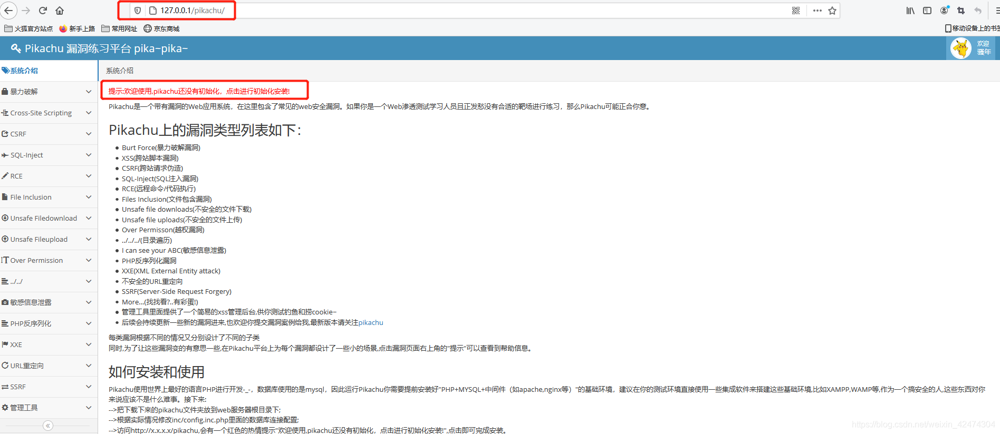 127.0.0.1/pikachu/
火狐官方站点 新手上路 常用网址 京东商城 移动设备上的书签
Pikachu 漏洞练习平台 pika~pika~
欢迎
骚年
系统介绍
暴力破解
Cross-Site Scripting
CSRF
SQL-Inject
RCE
File Inclusion
Unsafe Filedownload
Unsafe Fileupload
Over Permission
../../
敏感信息泄露
PHP反序列化
XXE
URL重定向
SSRF
管理工具
系统介绍
提示:欢迎使用,pikachu还没有初始化，点击进行初始化安装!
Pikachu是一个带有漏洞的Web应用系统，在这里包含了常见的web安全漏洞。如果你是一个Web渗透测试学习人员且正发愁没有合适的靶场进行练习，那么Pikachu可能正合你意。
Pikachu上的漏洞类型列表如下：
Burt Force(暴力破解漏洞)
XSS(跨站脚本漏洞)
CSRF(跨站请求伪造)
SQL-Inject(SQL注入漏洞)
RCE(远程命令/代码执行)
Files Inclusion(文件包含漏洞)
Unsafe file downloads(不安全的文件下载)
Unsafe file uploads(不安全的文件上传)
Over Permisson(越权漏洞)
../../../(目录遍历)
I can see your ABC(敏感信息泄露)
PHP反序列化漏洞
XXE(XML External Entity attack)
不安全的URL重定向
SSRF(Server-Side Request Forgery)
More...(找找看?..有彩蛋!)
管理工具里面提供了一个简易的xss管理后台,供你测试钓鱼和捞cookie~
后续会持续更新一些新的漏洞进来,也欢迎你提交漏洞案例给我,最新版本请关注pikachu
每类漏洞根据不同的情况又分别设计了不同的子类
同时,为了让这些漏洞变的有意思一些,在Pikachu平台上为每个漏洞都设计了一些小的场景,点击漏洞页面右上角的"提示"可以查看到帮助信息。
如何安装和使用
Pikachu使用世界上最好的语言PHP进行开发-_-，数据库使用的是mysql，因此运行Pikachu你需要提前安装好"PHP+MYSQL+中间件（如apache,nginx等）"的基础环境，建议在你的测试环境直接使用一些集成软件来搭建这些基础环境,比如XAMPP,WAMP等,作为一个搞安全的人,这些东西对你
来说应该不是什么难事。接下来:
-->把下载下来的pikachu文件夹放到web服务器根目录下;
-->根据实际情况修改inc/config.inc.php里面的数据库连接配置;
-->访问http://x.x.x.x/pikachu,会有一个红色的热情提示"欢迎使用,pikachu还没有初始化，点击进行初始化安装!",点击即可完成安装。
https://blog.csdn.net/weixin_42474304